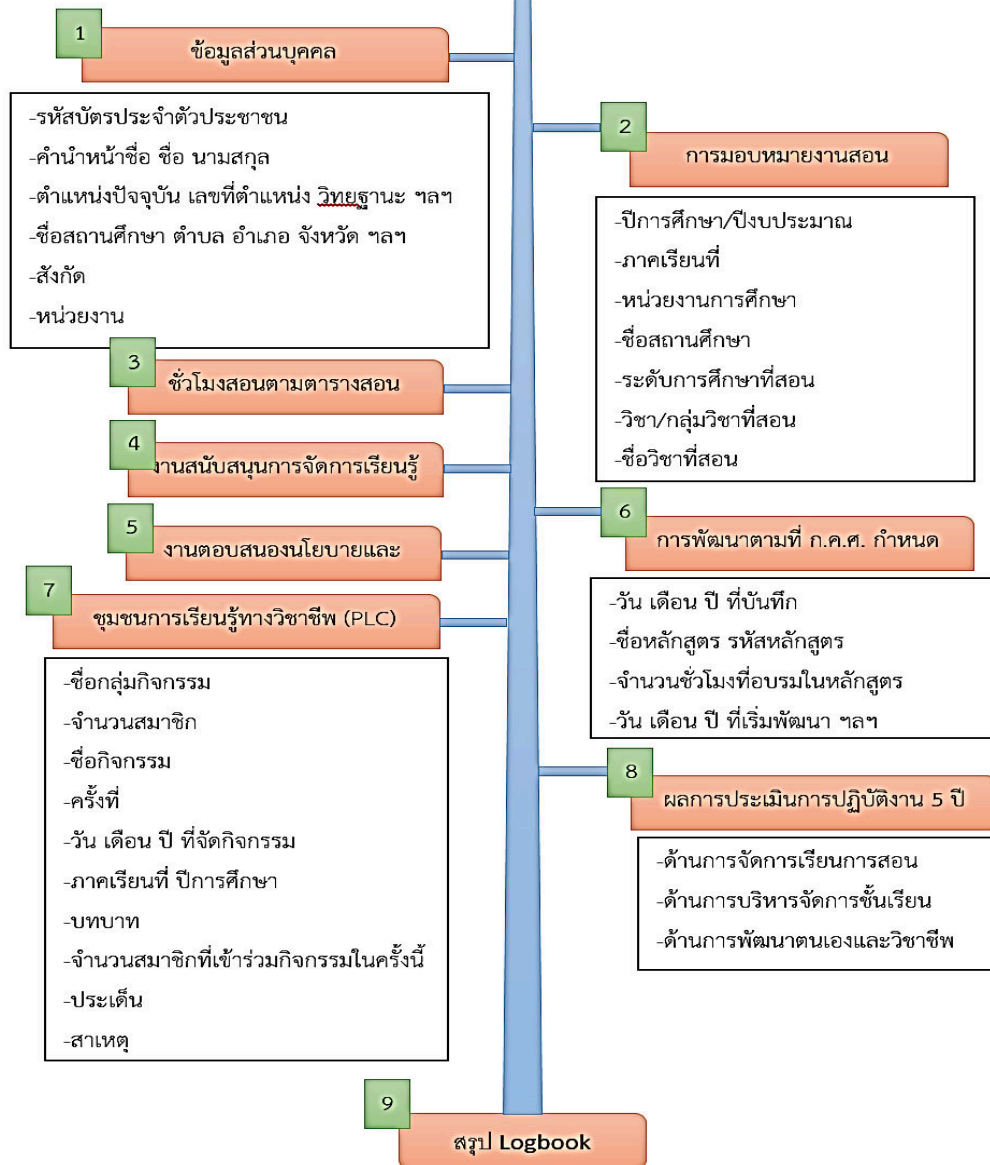 1
ข้อมูลส่วนบุคคล
-รหัสบัตรประจำตัวประชาชน
-คำนำหน้าชื่อ ชื่อ นามสกุล
-ตำแหน่งปัจจุบัน เลขที่ตำแหน่ง วิทยฐานะ ฯลฯ
-ชื่อสถานศึกษา ตำบล อำเภอ จังหวัด ฯลฯ
-สังกัด
-หน่วยงาน
2
การมอบหมายงานสอน
-ปีการศึกษา/ปีงบประมาณ
-ภาคเรียนที่
-หน่วยงานการศึกษา
-ชื่อสถานศึกษา
-ระดับการศึกษาที่สอน
-วิชา/กลุ่มวิชาที่สอน
-ชื่อวิชาที่สอน
3
ชั่วโมงสอนตามตารางสอน
4
งานสนับสนุนการจัดการเรียนรู้
5
งานตอบสนองนโยบายและ
6
การพัฒนาตามที่ ก.ค.ศ. กำหนด
-วัน เดือน ปี ที่บันทึก
-ชื่อหลักสูตร รหัสหลักสูตร
-จำนวนชั่วโมงที่อบรมในหลักสูตร
-วัน เดือน ปี ที่เริ่มพัฒนา ฯลฯ
7
ชุมชนการเรียนรู้ทางวิชาชีพ (PLC)
-ชื่อกลุ่มกิจกรรม
-จำนวนสมาชิก
-ชื่อกิจกรรม
-ครั้งที่
-วัน เดือน ปี ที่จัดกิจกรรม
-ภาคเรียนที่ ปีการศึกษา
-บทบาท
-จำนวนสมาชิกที่เข้าร่วมกิจกรรมในครั้งนี้
-ประเด็น
-สาเหตุ
8
ผลการประเมินการปฏิบัติงาน 5 ปี
-ด้านการจัดการเรียนการสอน
-ด้านการบริหารจัดการชั้นเรียน
-ด้านการพัฒนาตนเองและวิชาชีพ
9
สรุป Logbook